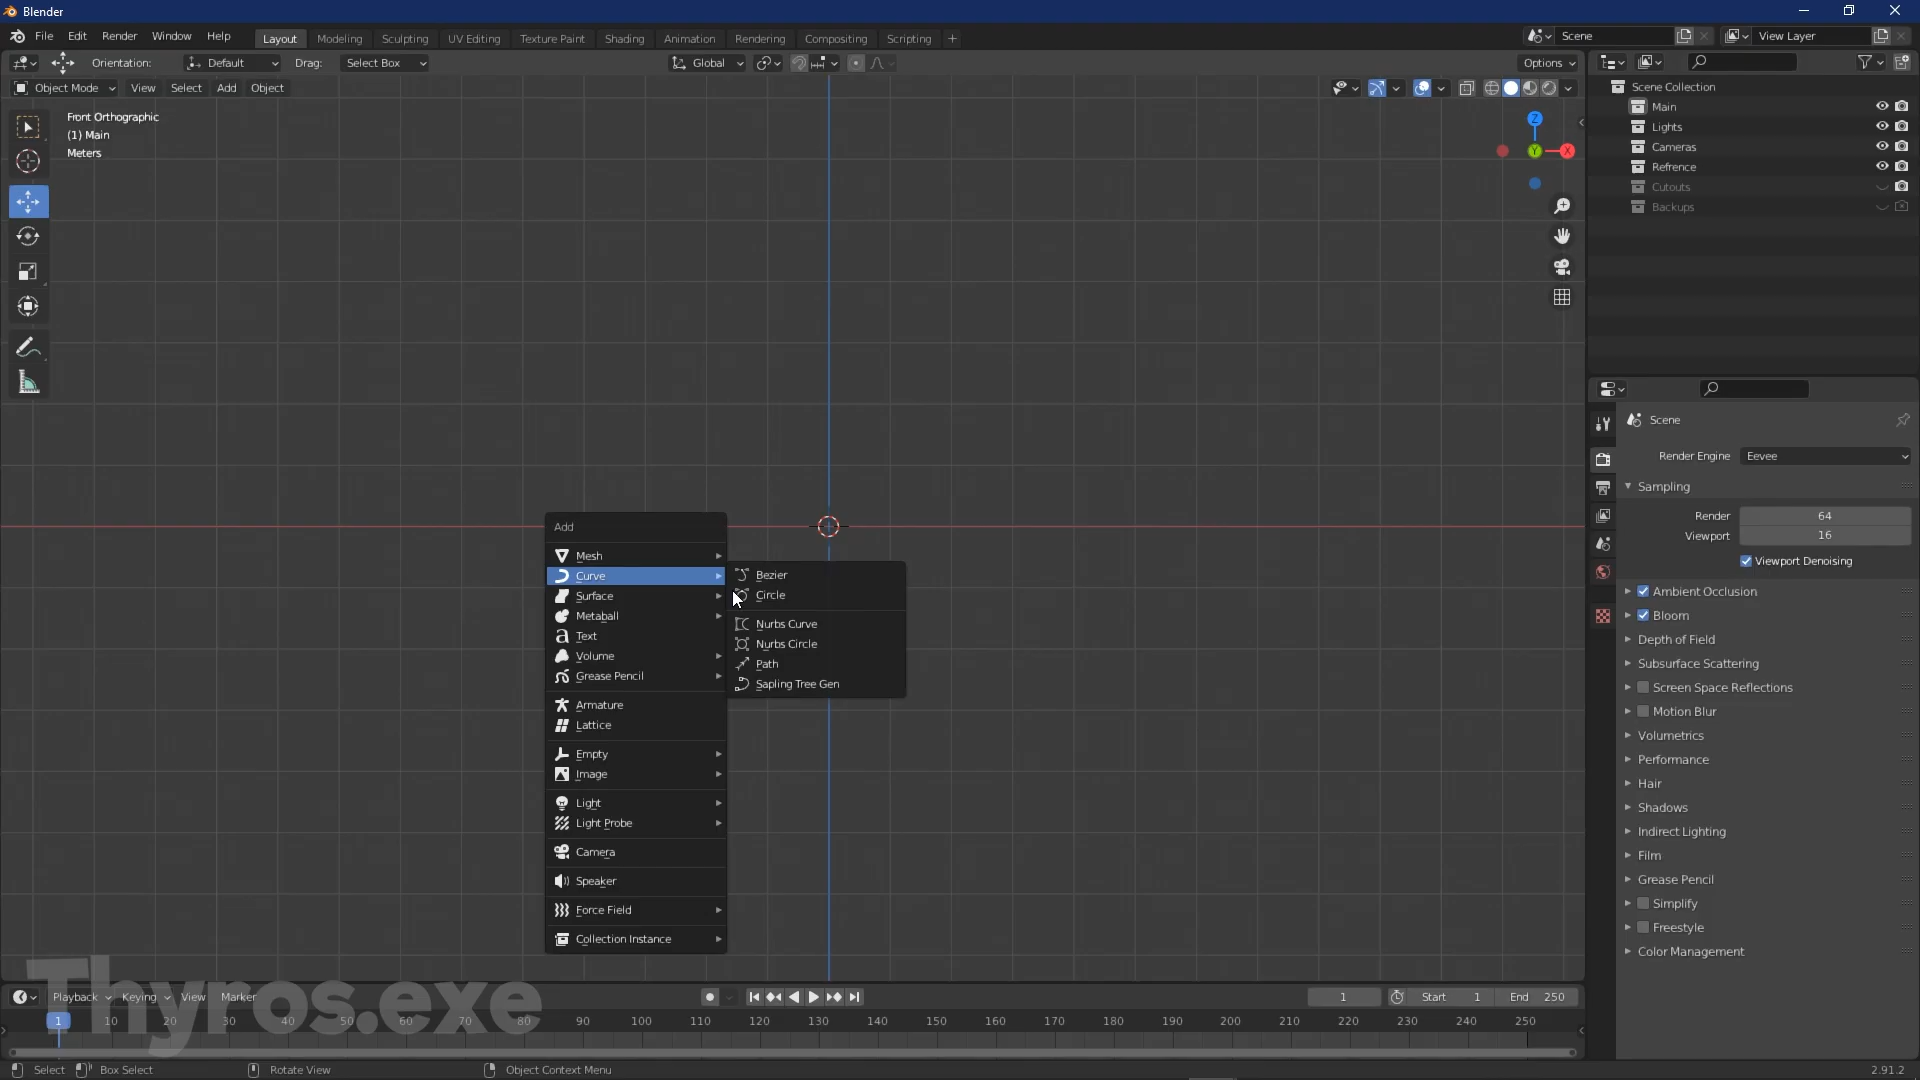 Blender
File Edit Render Window Help Layout Modeling Sculpting UV Editing Texture Paint Shading Animation Rendering Compositing Scripting + Scene View Layer
Orientation: Default Drag: Select Box Global Options
Object Mode View Select Add Object
Front Orthographic
(1) Main
Meters
Z
Y
X
Scene Collection
Main
Lights
Cameras
Refrence
Cutouts
Backups
Scene
Render Engine Eevee
Sampling
Render 64
Viewport 16
Viewport Denoising
Ambient Occlusion
Bloom
Depth of Field
Subsurface Scattering
Screen Space Reflections
Motion Blur
Volumetrics
Performance
Hair
Shadows
Indirect Lighting
Film
Grease Pencil
Simplify
Freestyle
Color Management
Add
Mesh
Curve
Surface
Metaball
Text
Volume
Grease Pencil
Armature
Lattice
Empty
Image
Light
Light Probe
Camera
Speaker
Force Field
Collection Instance
Bezier
Circle
Nurbs Curve
Nurbs Circle
Path
Sapling Tree Gen
Thyros.exe
Playback Keying View Marker 1 Start 1 End 250
1 10 20 30 40 50 60 70 80 90 100 110 120 130 140 150 160 170 180 190 200 210 220 230 240 250
Select Box Select Rotate View Object Context Menu 2.91.2